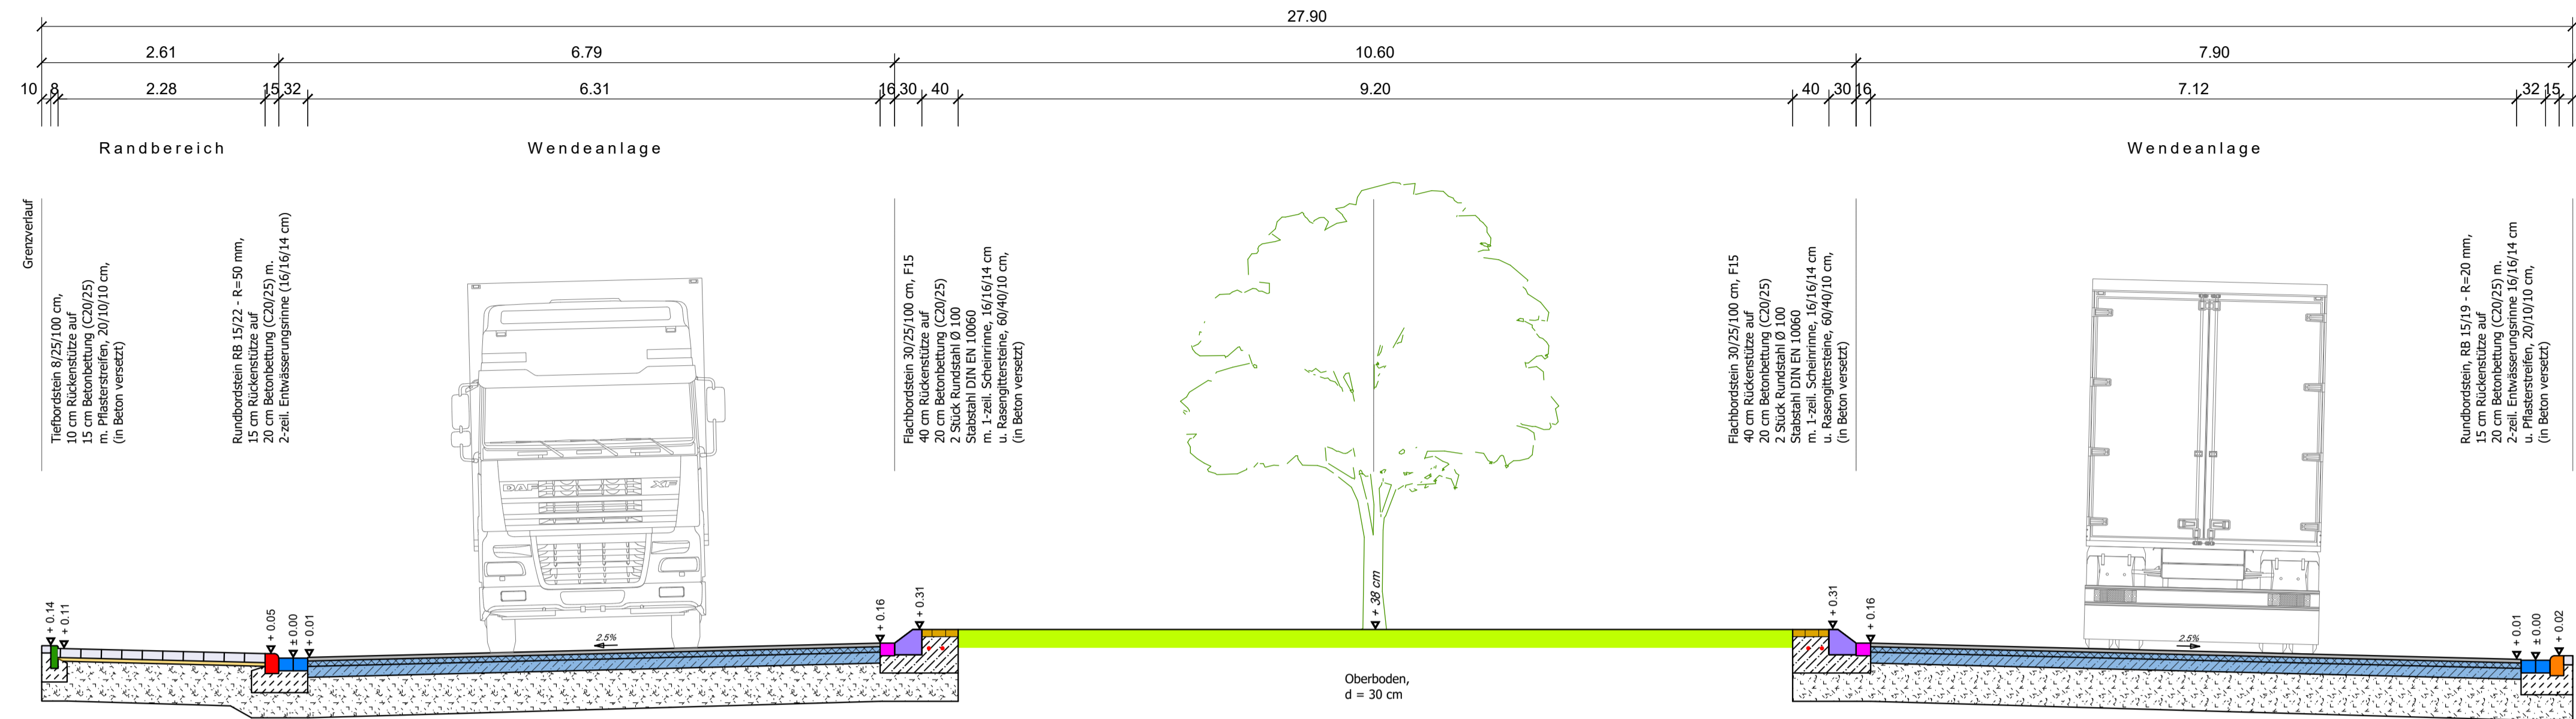 27.90
2.61 6.79 10.60 7.90
10 8 2.28 15 32 6.31 16 30 40 9.20 40 30 16 7.12 32 15
Randbereich Wendeanlage Wendeanlage
Grenzverlauf
Tiefbordstein 8/25/100 cm,
10 cm Rückenstütze auf
15 cm Betonbettung (C20/25)
m. Pflasterstreifen, 20/10/10 cm,
(in Beton versetzt)
Rundbordstein RB 15/22 - R=50 mm,
15 cm Rückenstütze auf
20 cm Betonbettung (C20/25) m.
2-zeil. Entwässerungsrinne (16/16/14 cm)
Flachbordstein 30/25/100 cm, F15
40 cm Rückenstütze auf
20 cm Betonbettung (C20/25)
2 Stück Rundstahl Ø 100
Stabstahl DIN EN 10060
m. 1-zeil. Scheinrinne, 16/16/14 cm
u. Rasengittersteine, 60/40/10 cm,
(in Beton versetzt)
Flachbordstein 30/25/100 cm, F15
40 cm Rückenstütze auf
20 cm Betonbettung (C20/25)
2 Stück Rundstahl Ø 100
Stabstahl DIN EN 10060
m. 1-zeil. Scheinrinne, 16/16/14 cm
u. Rasengittersteine, 60/40/10 cm,
(in Beton versetzt)
Rundbordstein, RB 15/19 - R=20 mm,
15 cm Rückenstütze auf
20 cm Betonbettung (C20/25) m.
2-zeil. Entwässerungsrinne 16/16/14 cm
u. Pflasterstreifen, 20/10/10 cm,
(in Beton versetzt)
DAF XF
+ 0.14
+ 0.11
+ 0.05
± 0.00
+ 0.01
2.5%
+ 0.16
+ 0.31
+ 38 cm
+ 0.31
+ 0.16
2.5%
+ 0.01
± 0.00
+ 0.02
Oberboden,
d = 30 cm